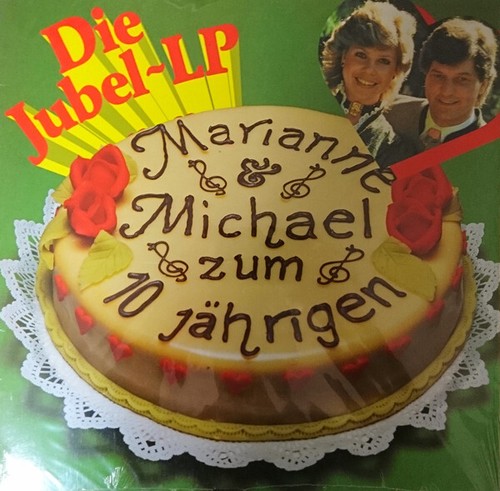 Die
Jubel-LP
Marianne
&
Michael
zum
10 jährigen